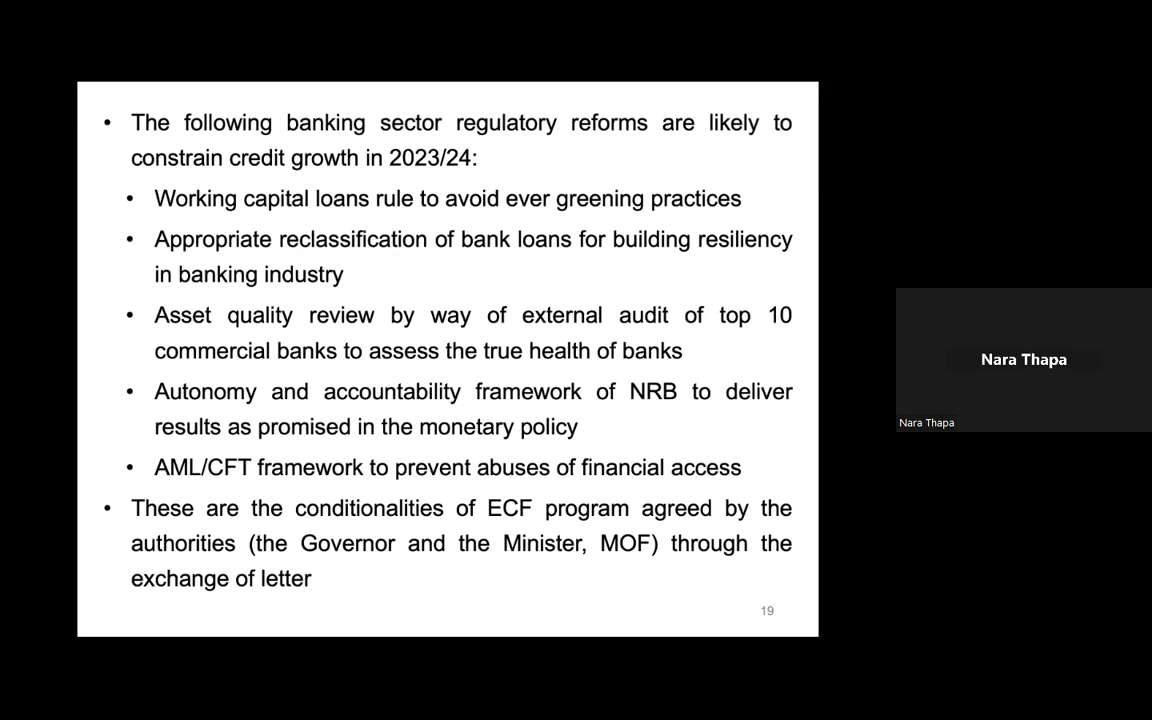 • The following banking sector regulatory reforms are likely to
constrain credit growth in 2023/24:
• Working capital loans rule to avoid ever greening practices
• Appropriate reclassification of bank loans for building resiliency
in banking industry
• Asset quality review by way of external audit of top 10
commercial banks to assess the true health of banks
• Autonomy and accountability framework of NRB to deliver
results as promised in the monetary policy
• AML/CFT framework to prevent abuses of financial access
• These are the conditionalities of ECF program agreed by the
authorities (the Governor and the Minister, MOF) through the
exchange of letter
19
Nara Thapa
Nara Thapa